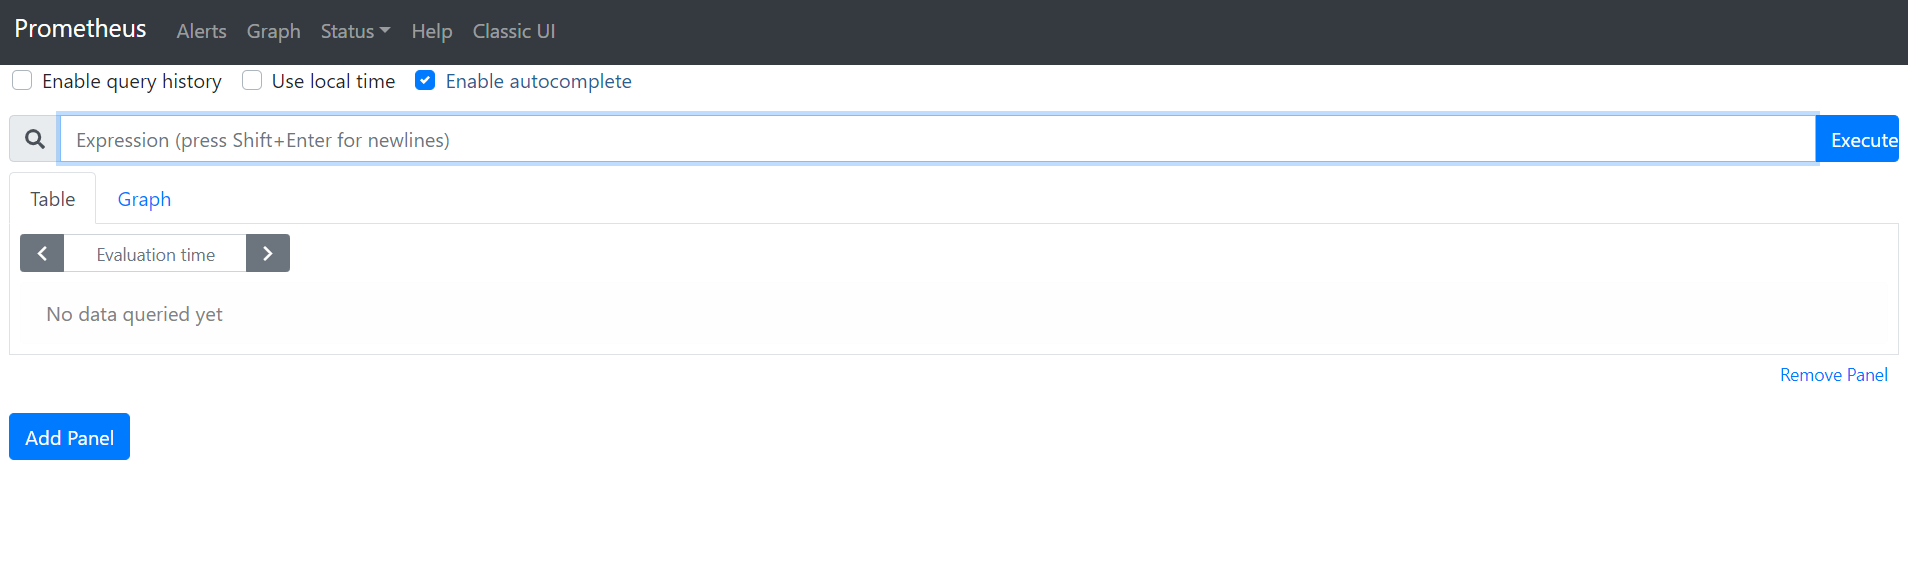 Prometheus Alerts Graph Status Help Classic UI
Enable query history Use local time Enable autocomplete
Expression (press Shift+Enter for newlines) Execute
Table Graph
Evaluation time
No data queried yet
Remove Panel
Add Panel